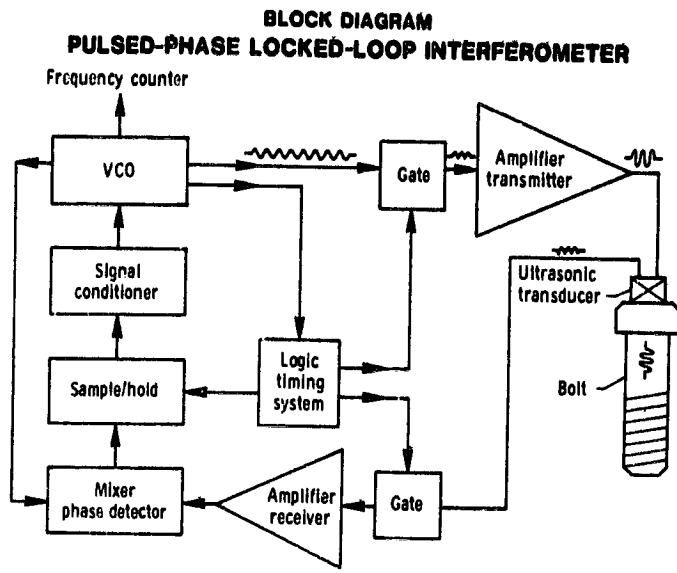 BLOCK DIAGRAM
PULSED-PHASE LOCKED-LOOP INTERFEROMETER
Frequency counter
VCO
Gate
Amplifier
transmitter
Signal
conditioner
Ultrasonic
transducer
Logic
timing
system
Sample/hold
Bolt
Mixer
phase detector
Amplifier
receiver
Gate